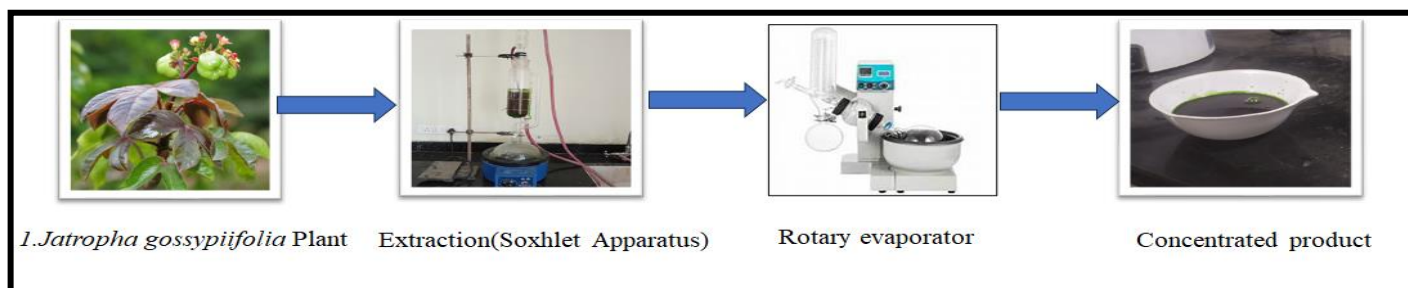 1.Jatropha gossypiifolia Plant
Extraction(Soxhlet Apparatus)
Rotary evaporator
Concentrated product